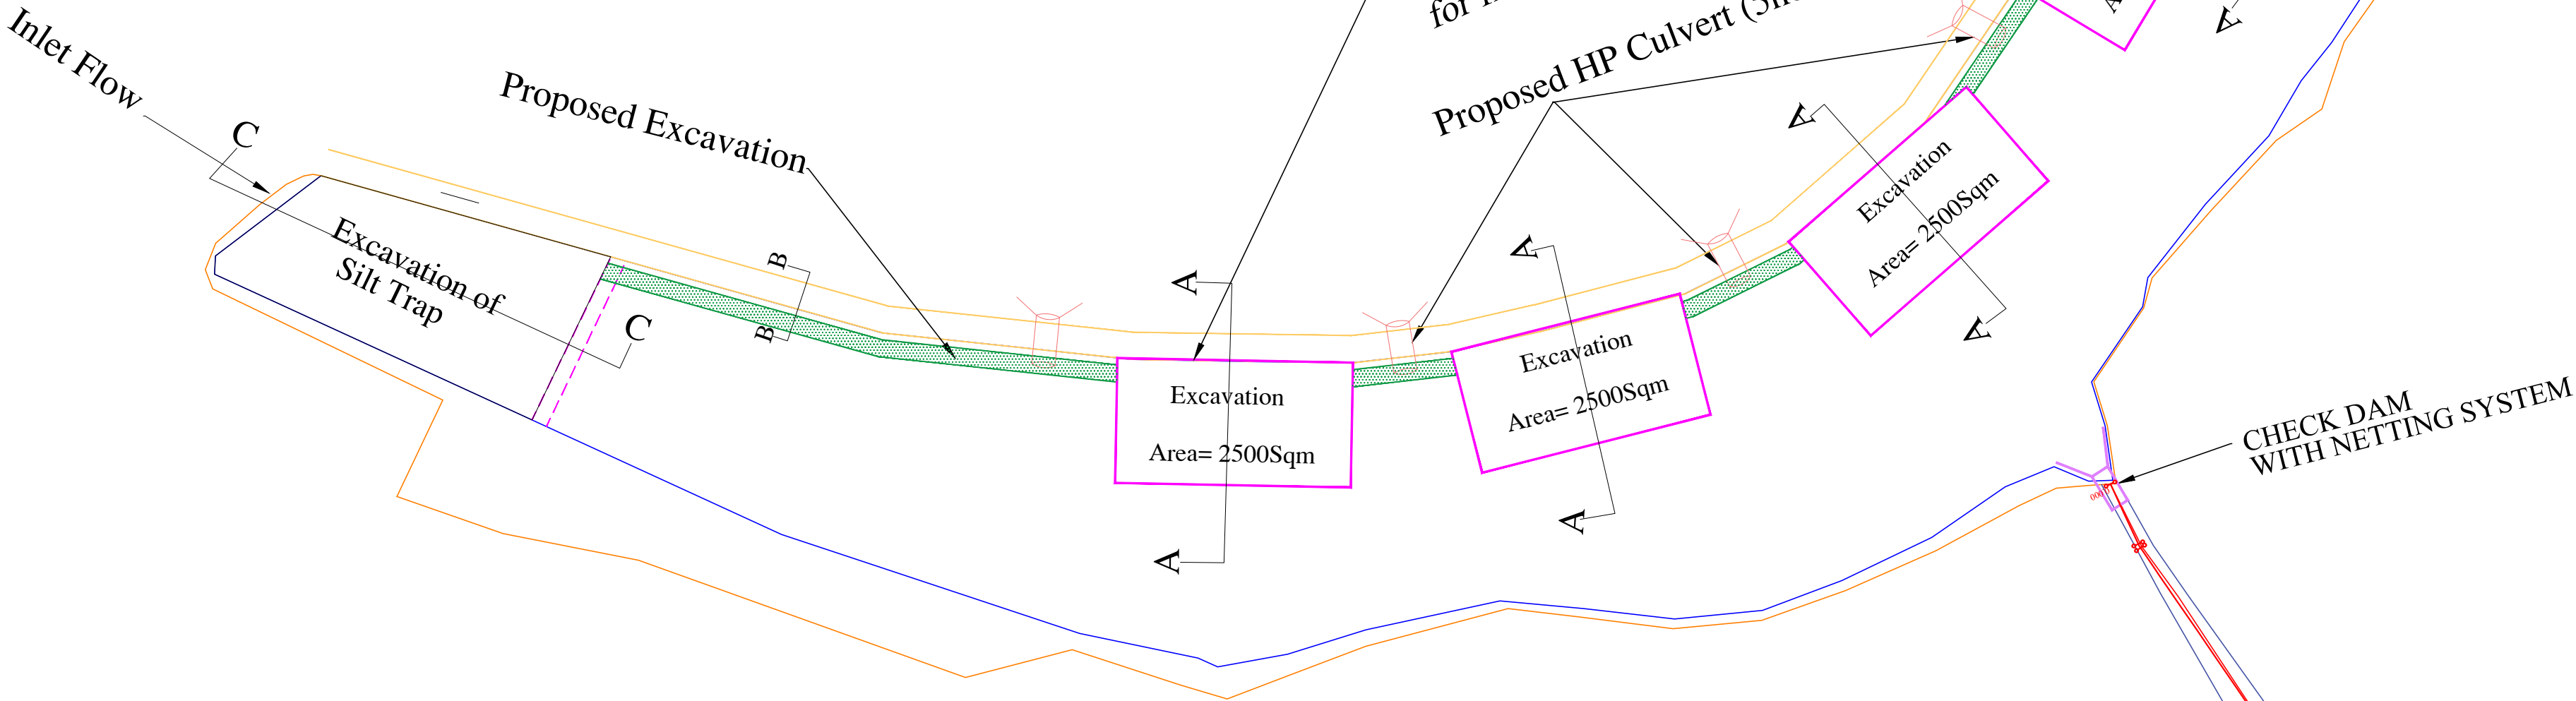 Inlet Flow
C
Proposed Excavation
Excavation of
Silt Trap
C
B
B
for
Proposed HP Culvert
A
A
Excavation
Area= 2500Sqm
A
A
Excavation
Area= 2500Sqm
A
A
Excavation
Area= 2500Sqm
A
A
CHECK DAM
WITH NETTING SYSTEM